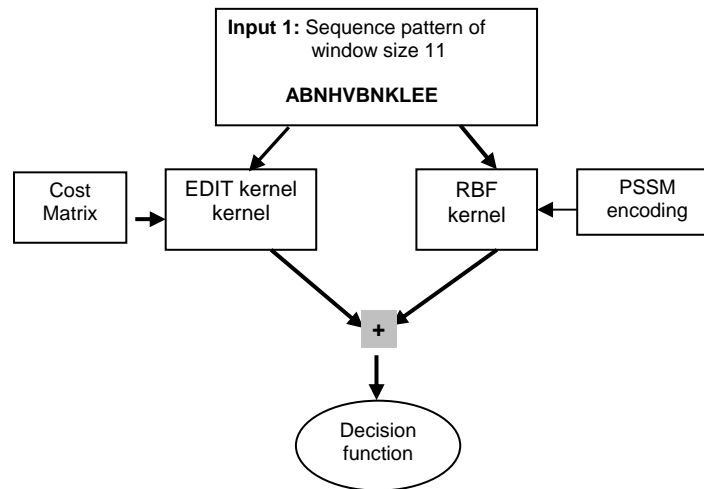 Input 1: Sequence pattern of
window size 11
ABNHVBNKLEE
Cost
Matrix
EDIT kernel
kernel
RBF
kernel
PSSM
encoding
+
Decision
function